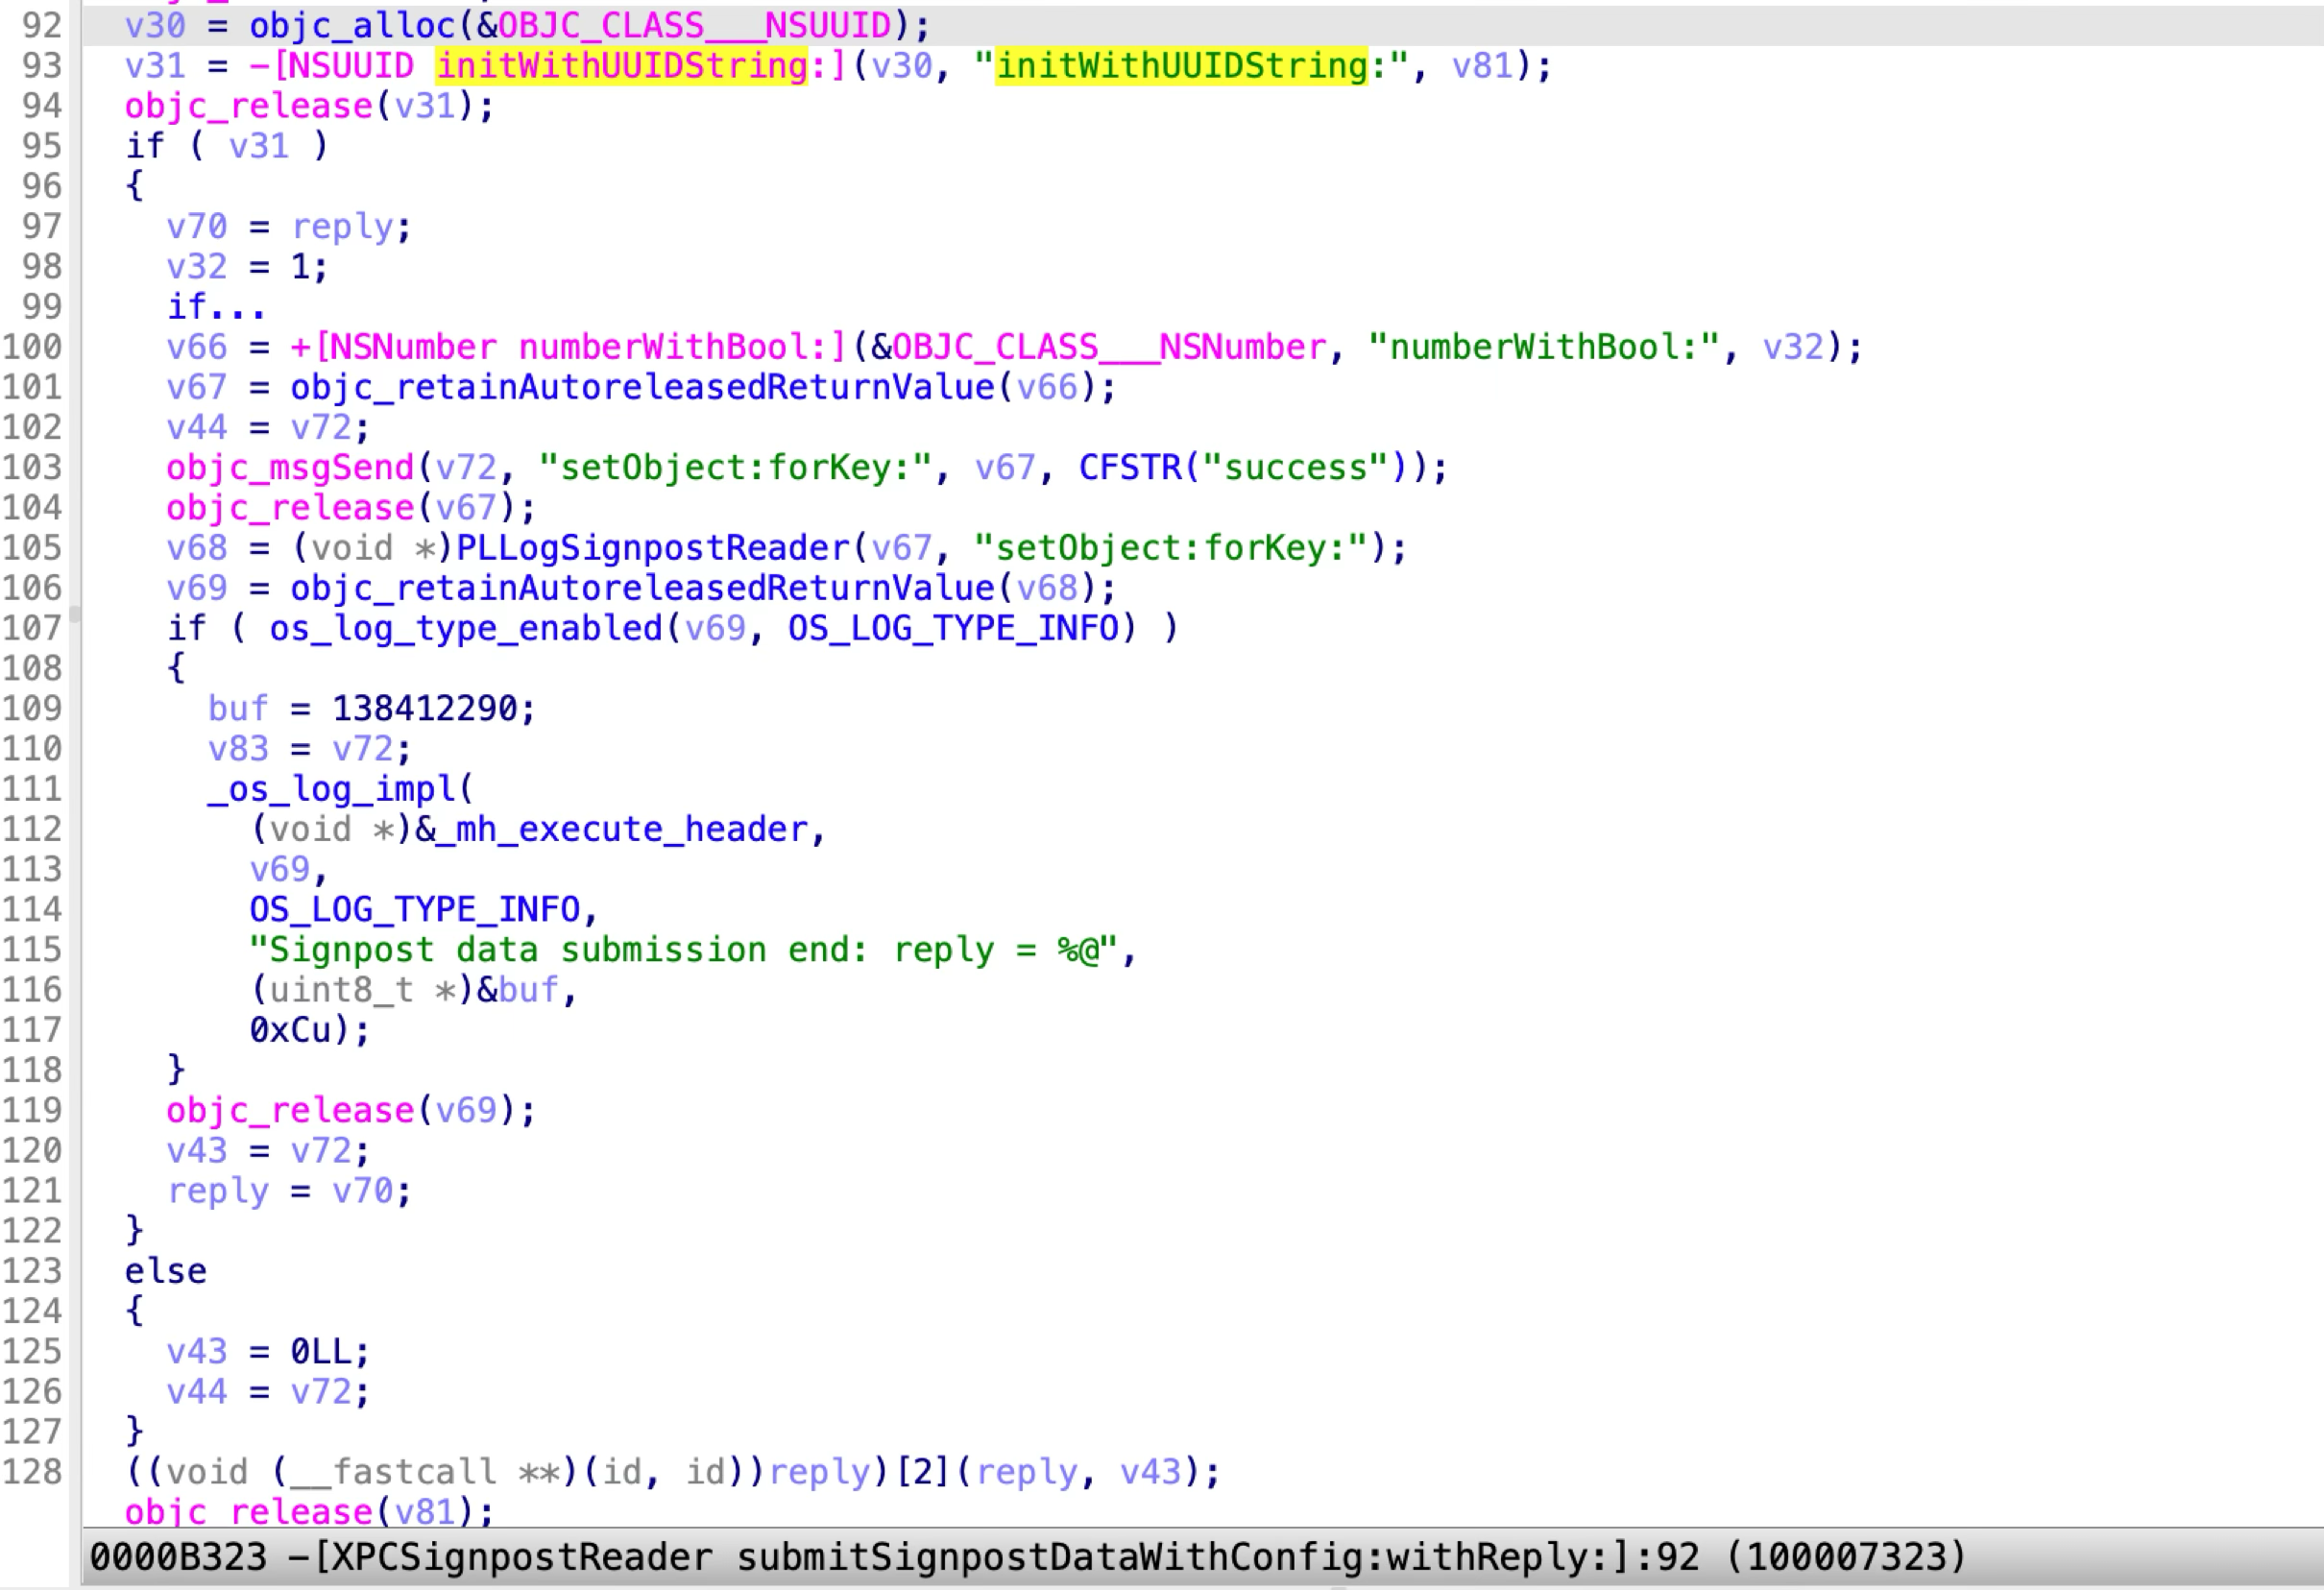 92 v30 = objc_alloc(&OBJC_CLASS___NSUUID);
93 v31 = -[NSUUID initWithUUIDString:](v30, "initWithUUIDString:", v81);
94 objc_release(v31);
95 if ( v31 )
96 {
97 v70 = reply;
98 v32 = 1;
99 if...
100 v66 = +[NSNumber numberWithBool:](&OBJC_CLASS___NSNumber, "numberWithBool:", v32);
101 v67 = objc_retainAutoreleasedReturnValue(v66);
102 v44 = v72;
103 objc_msgSend(v72, "setObject:forKey:", v67, CFSTR("success"));
104 objc_release(v67);
105 v68 = (void *)PLLogSignpostReader(v67, "setObject:forKey:");
106 v69 = objc_retainAutoreleasedReturnValue(v68);
107 if ( os_log_type_enabled(v69, OS_LOG_TYPE_INFO) )
108 {
109 buf = 138412290;
110 v83 = v72;
111 _os_log_impl(
112 (void *)&_mh_execute_header,
113 v69,
114 OS_LOG_TYPE_INFO,
115 "Signpost data submission end: reply = %@",
116 (uint8_t *)&buf,
117 0xCu);
118 }
119 objc_release(v69);
120 v43 = v72;
121 reply = v70;
122 }
123 else
124 {
125 v43 = 0LL;
126 v44 = v72;
127 }
128 ((void (__fastcall **)(id, id))reply)[2](reply, v43);
objc_release(v81);
0000B323 -[XPCSignpostReader submitSignpostDataWithConfig:withReply:]:92 (100007323)